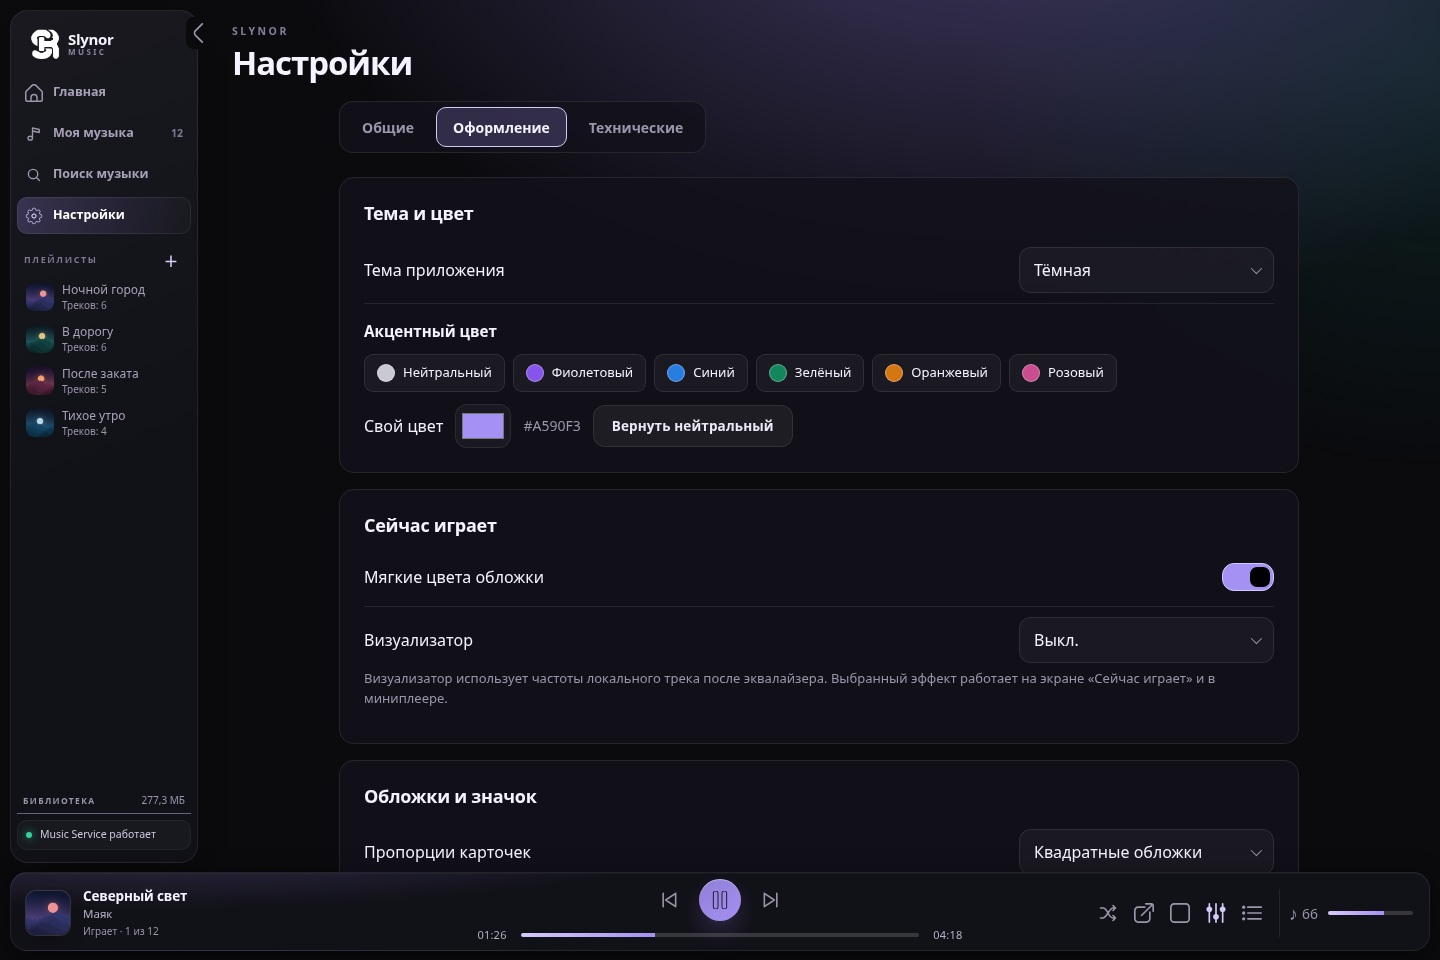 Slynor
MUSIC
Главная
Моя музыка 12
Поиск музыки
Настройки
ПЛЕЙЛИСТЫ
Ночной город
Треков: 6
В дорогу
Треков: 6
После заката
Треков: 5
Тихое утро
Треков: 4
БИБЛИОТЕКА 277,3 МБ
Music Service работает
SLYNOR
Настройки
Общие Оформление Технические
Тема и цвет
Тема приложения Тёмная
Акцентный цвет
Нейтральный Фиолетовый Синий Зелёный Оранжевый Розовый
Свой цвет #A590F3 Вернуть нейтральный
Сейчас играет
Мягкие цвета обложки
Визуализатор Выкл.
Визуализатор использует частоты локального трека после эквалайзера. Выбранный эффект работает на экране «Сейчас играет» и в
миниплеере.
Обложки и значок
Пропорции карточек Квадратные обложки
Северный свет
Маяк
Играет · 1 из 12
01:26 04:18
♪ 66